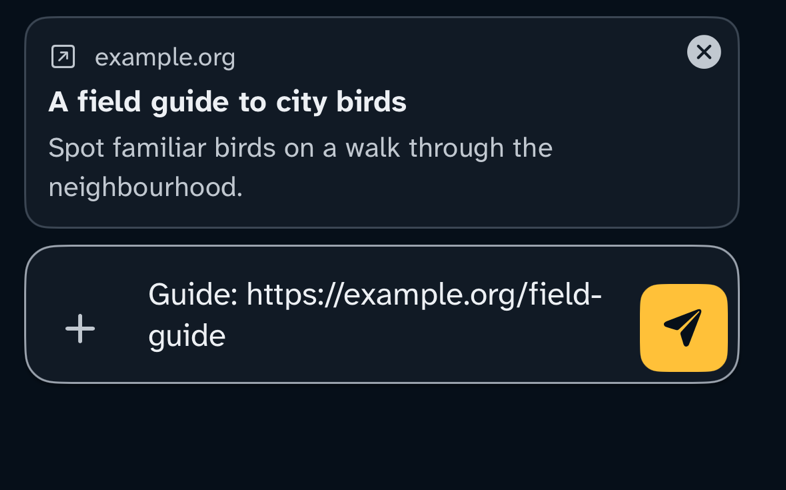 example.org
A field guide to city birds
Spot familiar birds on a walk through the
neighbourhood.
Guide: https://example.org/field-
guide